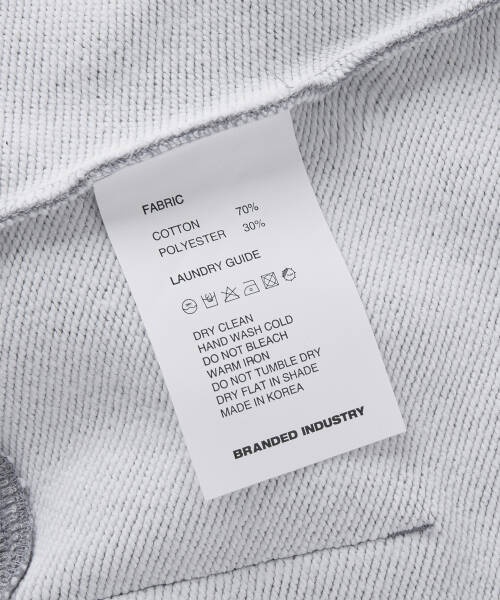 FABRIC
COTTON 70%
POLYESTER 30%
LAUNDRY GUIDE
DRY CLEAN
HAND WASH COLD
DO NOT BLEACH
WARM IRON
DO NOT TUMBLE DRY
DRY FLAT IN SHADE
MADE IN KOREA
BRANDED INDUSTRY